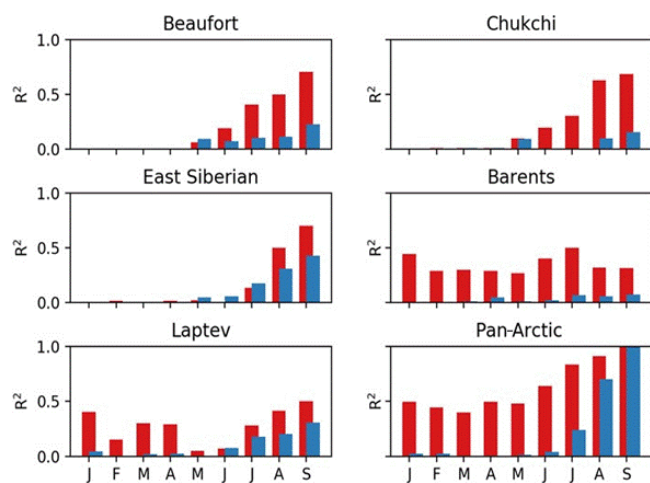 Beaufort
Chukchi
1.0
0.5
0.0
R²
R²
East Siberian
Barents
1.0
0.5
0.0
R²
R²
Laptev
Pan-Arctic
1.0
0.5
0.0
R²
R²
J F M A M J J A S
J F M A M J J A S